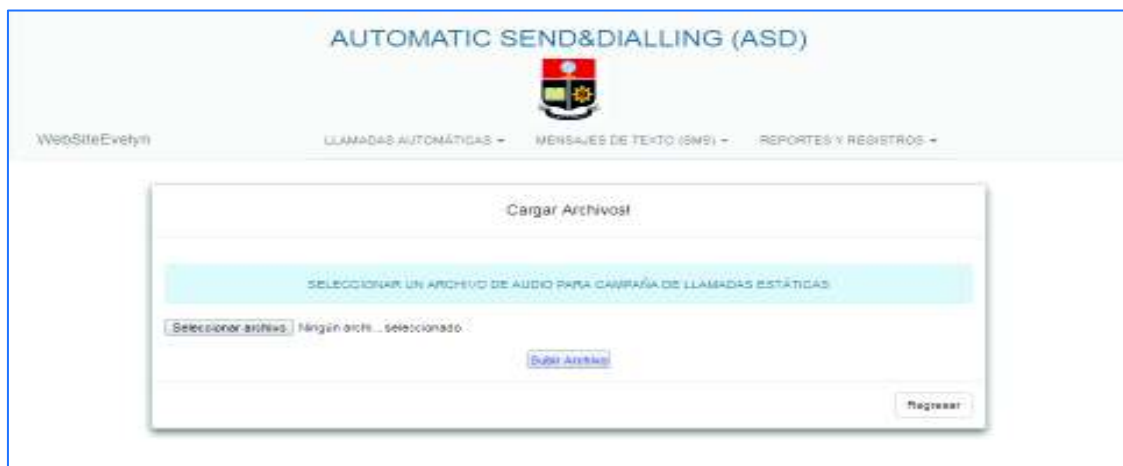 AUTOMATIC SEND&DIALLING (ASD)
WebSiteEvelyn
LLAMADAS AUTOMÁTICAS
MENSAJES DE TEXTO (SMS)
REPORTES Y REGISTROS
Cargar Archivos!
SELECCIONAR UN ARCHIVO DE AUDIO PARA CAMPAÑA DE LLAMADAS ESTÁTICAS
Seleccionar archivo Ningún archi... seleccionado
Subir Archivo
Regresar